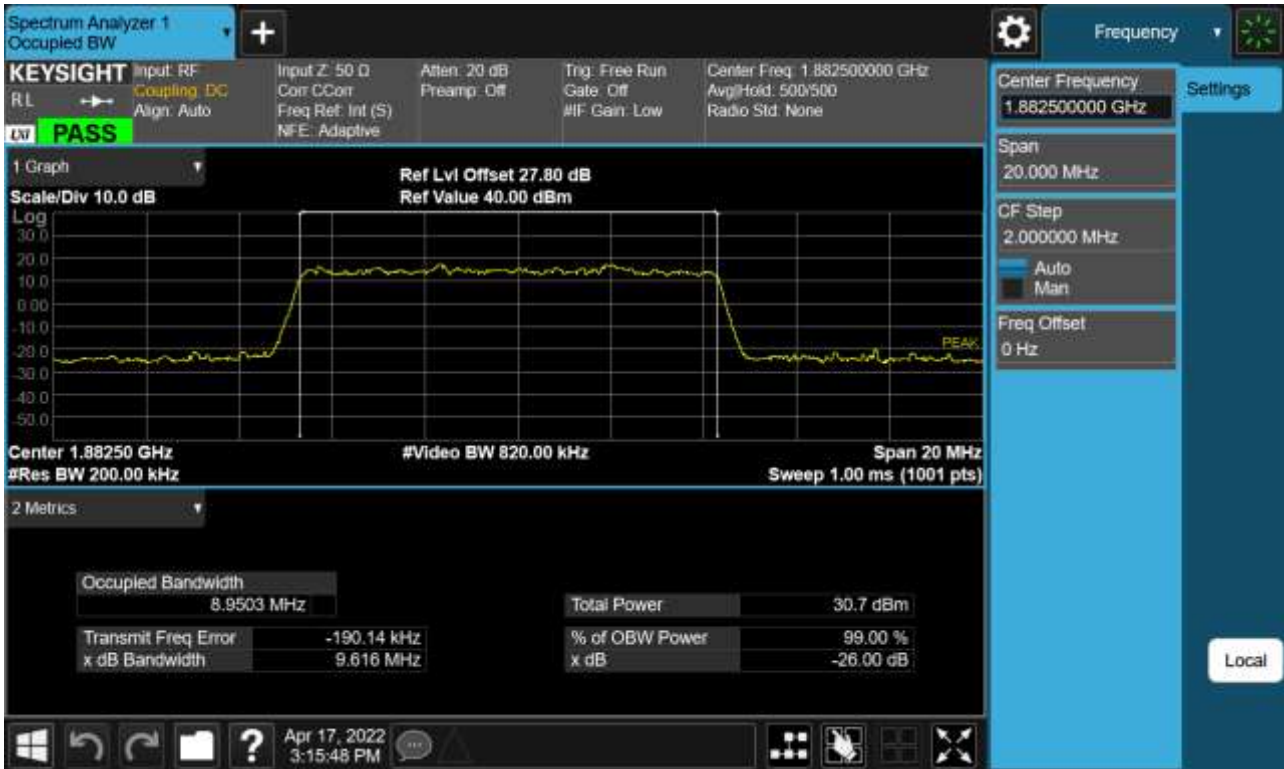 Spectrum Analyzer 1
Occupied BW
Frequency
KEYSIGHT
Input: RF
RL
Coupling: DC
Align: Auto
LXI
PASS
Input Z: 50 Ω
Corr CCorr
Freq Ref: Int (S)
NFE: Adaptive
Atten: 20 dB
Preamp: Off
Trig: Free Run
Gate: Off
#IF Gain: Low
Center Freq: 1.882500000 GHz
Avg|Hold: 500/500
Radio Std: None
1 Graph
Scale/Div 10.0 dB
Ref Lvl Offset 27.80 dB
Ref Value 40.00 dBm
Log
30.0
20.0
10.0
0.00
-10.0
-20.0
-30.0
-40.0
-50.0
PEAK
Center 1.88250 GHz
#Video BW 820.00 kHz
Span 20 MHz
#Res BW 200.00 kHz
Sweep 1.00 ms (1001 pts)
2 Metrics
Occupied Bandwidth
8.9503 MHz
Total Power 30.7 dBm
Transmit Freq Error -190.14 kHz
% of OBW Power 99.00 %
x dB Bandwidth 9.616 MHz
x dB -26.00 dB
Center Frequency
1.882500000 GHz
Settings
Span
20.000 MHz
CF Step
2.000000 MHz
Auto
Man
Freq Offset
0 Hz
Local
?
Apr 17, 2022
3:15:48 PM